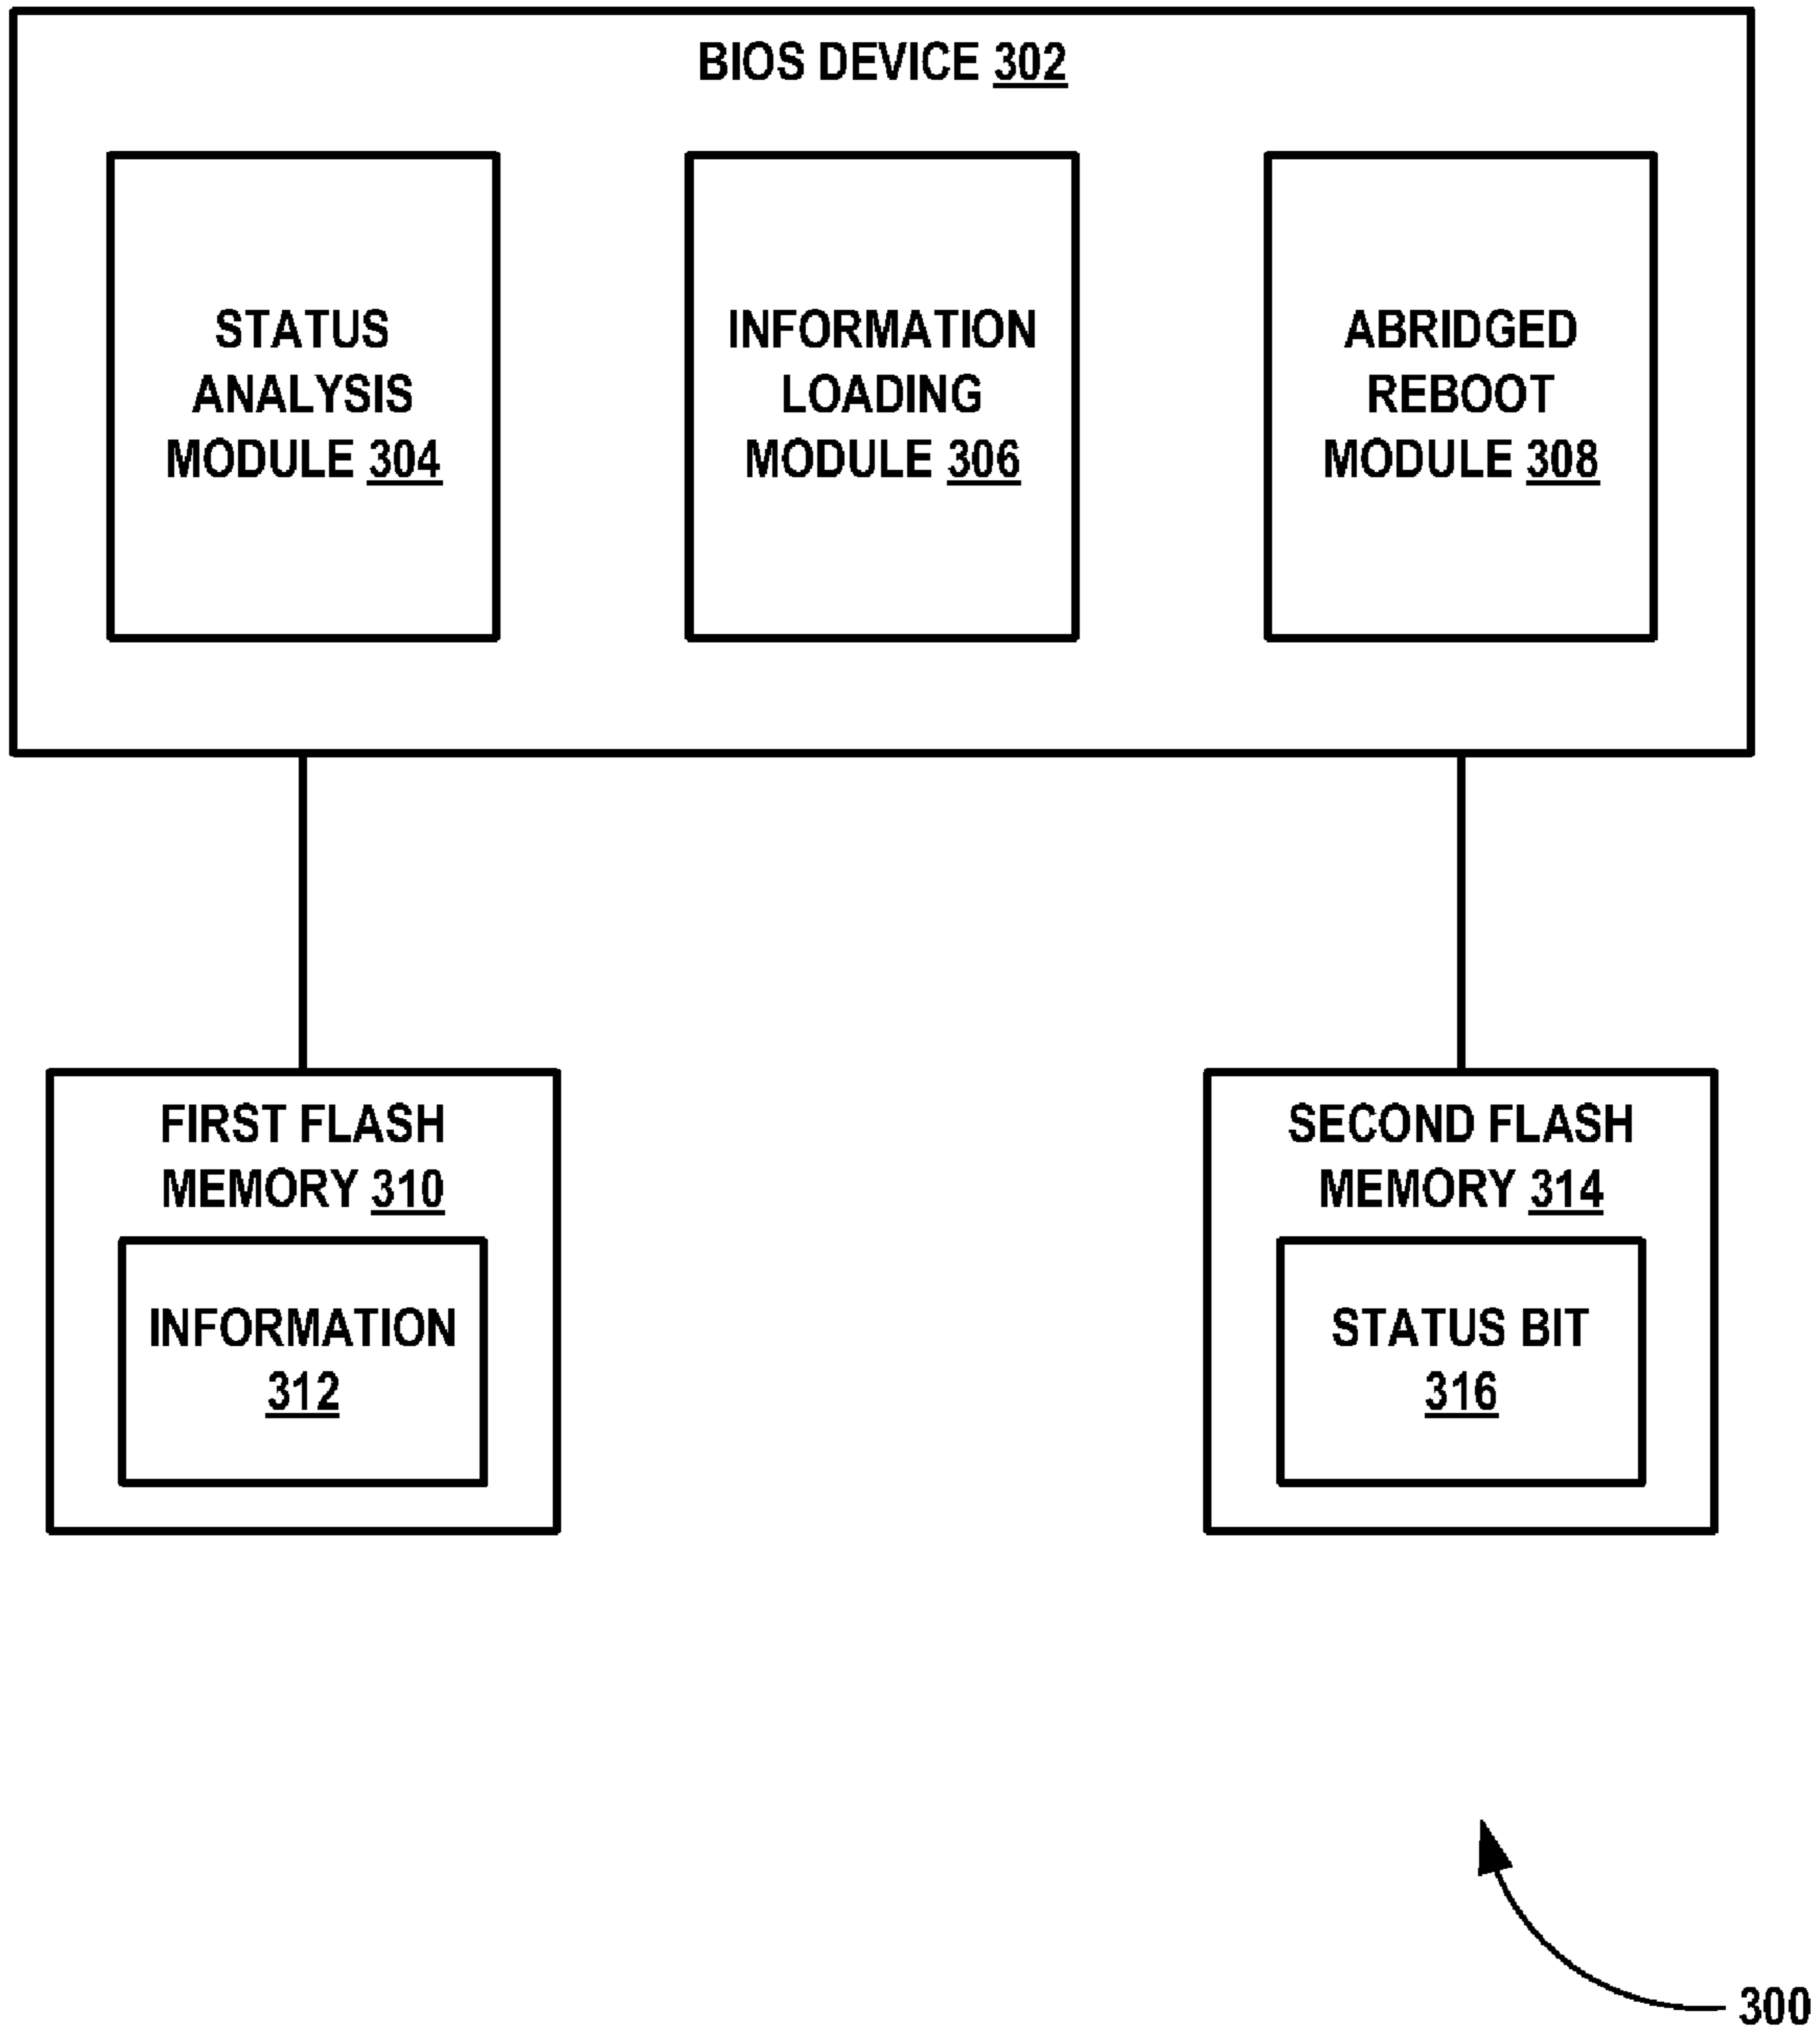 BIOS DEVICE 302
STATUS
ANALYSIS
MODULE 304
INFORMATION
LOADING
MODULE 306
ABRIDGED
REBOOT
MODULE 308
FIRST FLASH
MEMORY 310
INFORMATION
312
SECOND FLASH
MEMORY 314
STATUS BIT
316
300